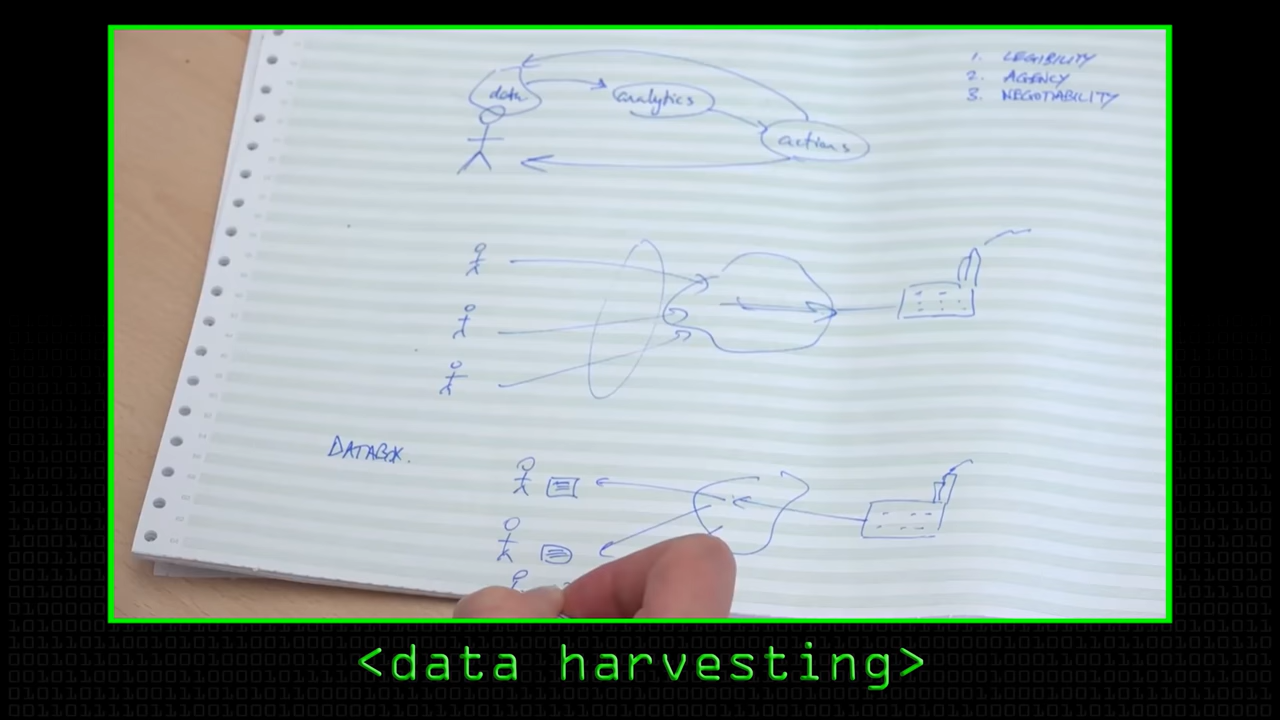 data
analytics
actions
1. LEGIBILITY
2. AGENCY
3. NEGOTIABILITY
DATABOX.
<data harvesting>